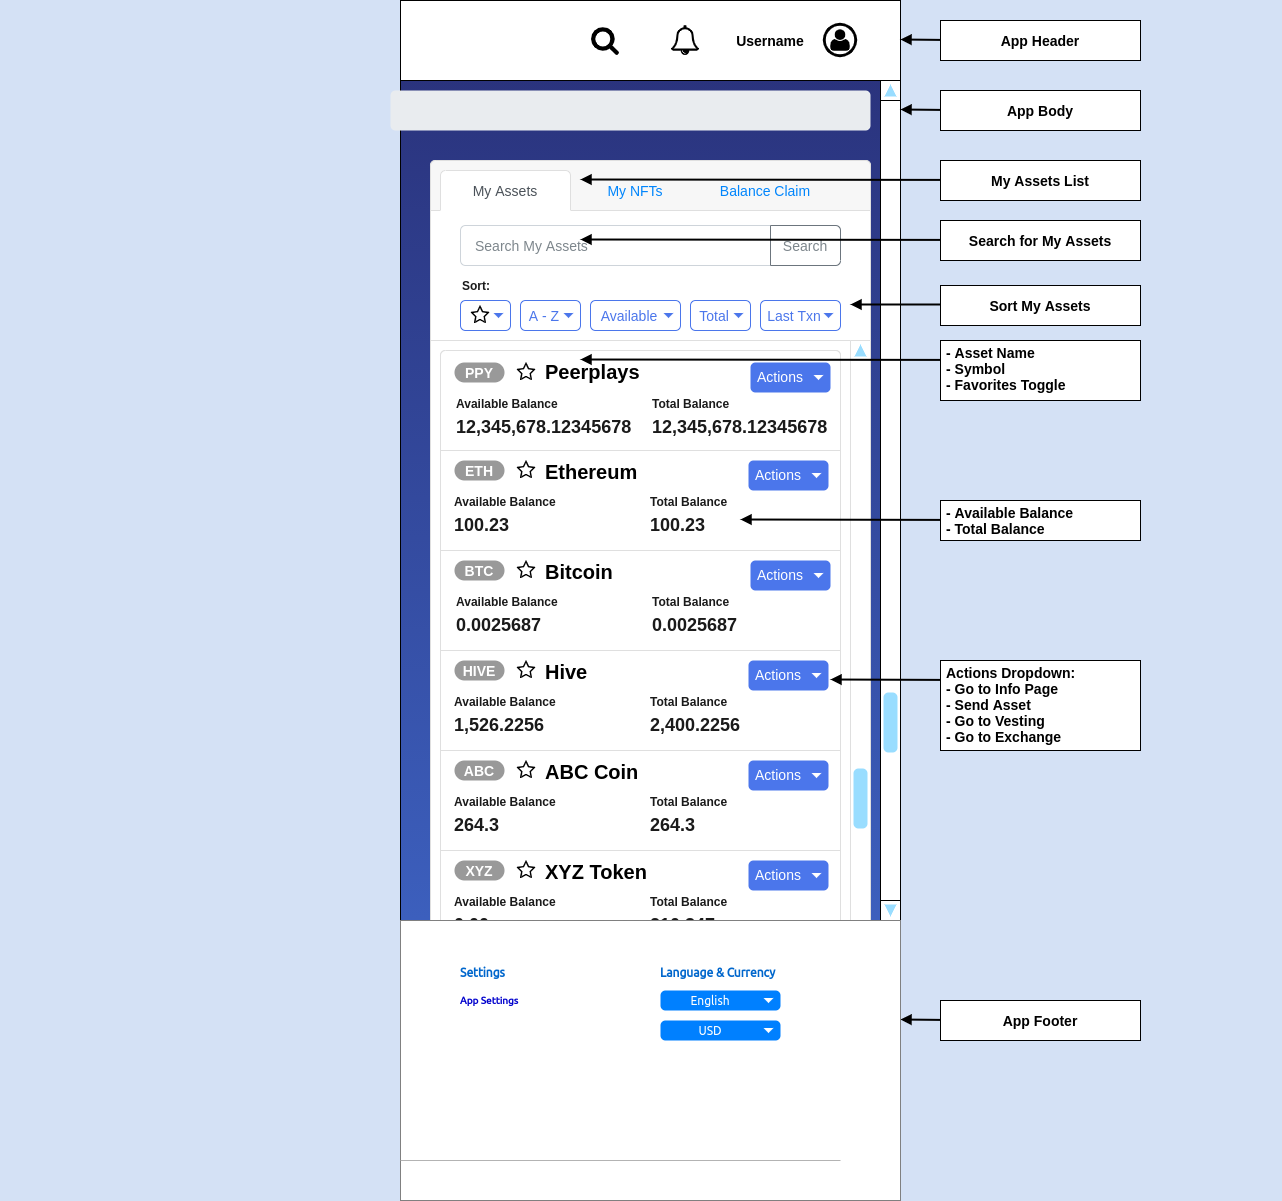 Username
App Header
App Body
My Assets My NFTs Balance Claim
My Assets List
Search My Assets Search
Search for My Assets
Sort:
A - Z Available Total Last Txn
Sort My Assets
PPY Peerplays Actions
- Asset Name
- Symbol
- Favorites Toggle
Available Balance Total Balance
12,345,678.12345678 12,345,678.12345678
ETH Ethereum Actions
Available Balance Total Balance
100.23 100.23
- Available Balance
- Total Balance
BTC Bitcoin Actions
Available Balance Total Balance
0.0025687 0.0025687
HIVE Hive Actions
Available Balance Total Balance
1,526.2256 2,400.2256
Actions Dropdown:
- Go to Info Page
- Send Asset
- Go to Vesting
- Go to Exchange
ABC ABC Coin Actions
Available Balance Total Balance
264.3 264.3
XYZ XYZ Token Actions
Available Balance Total Balance
Settings Language & Currency
App Settings English
USD
App Footer